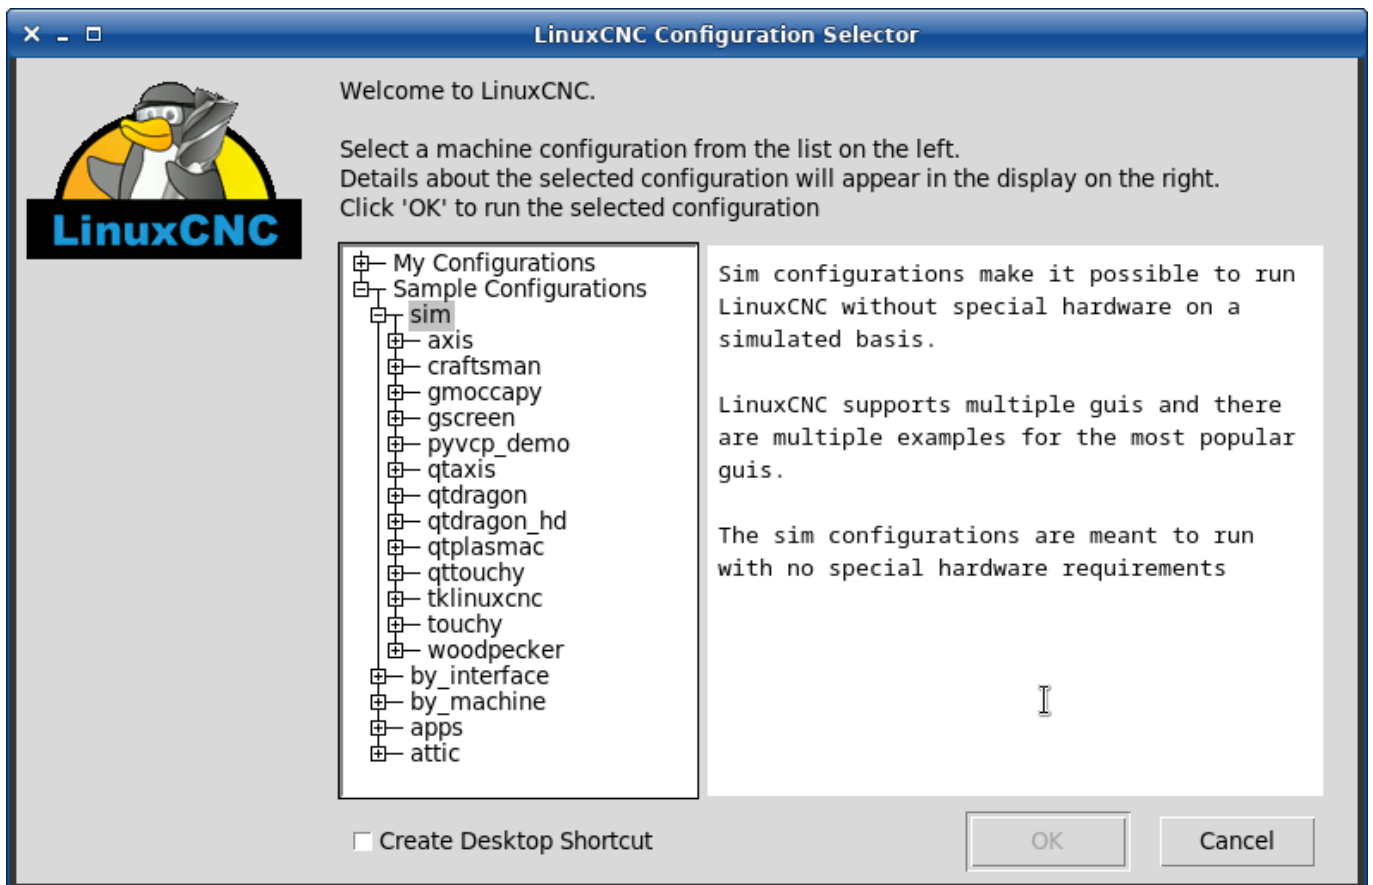 LinuxCNC Configuration Selector
LinuxCNC
Welcome to LinuxCNC.
Select a machine configuration from the list on the left.
Details about the selected configuration will appear in the display on the right.
Click 'OK' to run the selected configuration
My Configurations
Sample Configurations
sim
axis
craftsman
gmoccapy
gscreen
pyvcp_demo
qtaxis
qtdragon
qtdragon_hd
qtplasmac
qttouchy
tklinuxcnc
touchy
woodpecker
by_interface
by_machine
apps
attic
Sim configurations make it possible to run
LinuxCNC without special hardware on a
simulated basis.
LinuxCNC supports multiple guis and there
are multiple examples for the most popular
guis.
The sim configurations are meant to run
with no special hardware requirements
Create Desktop Shortcut
OK
Cancel